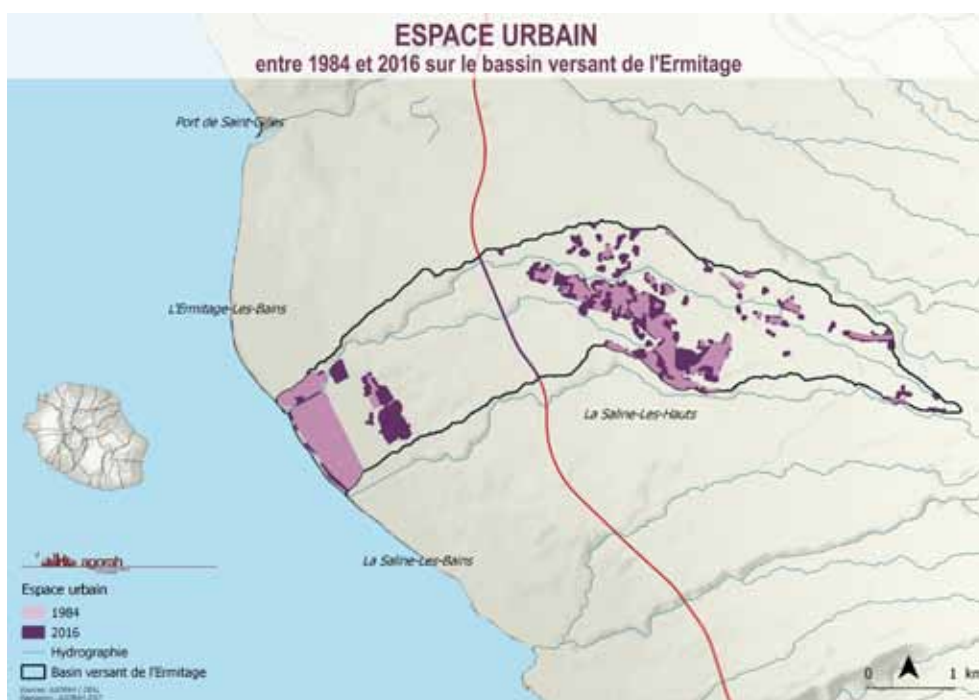 ESPACE URBAIN
entre 1984 et 2016 sur le bassin versant de l'Ermitage
Port de Saint-Gilles
L'Ermitage-Les-Bains
La Saline-Les-Hauts
La Saline-Les-Bains
agorah
Espace urbain
1984
2016
Hydrographie
Basin versant de l'Ermitage
0 1 km